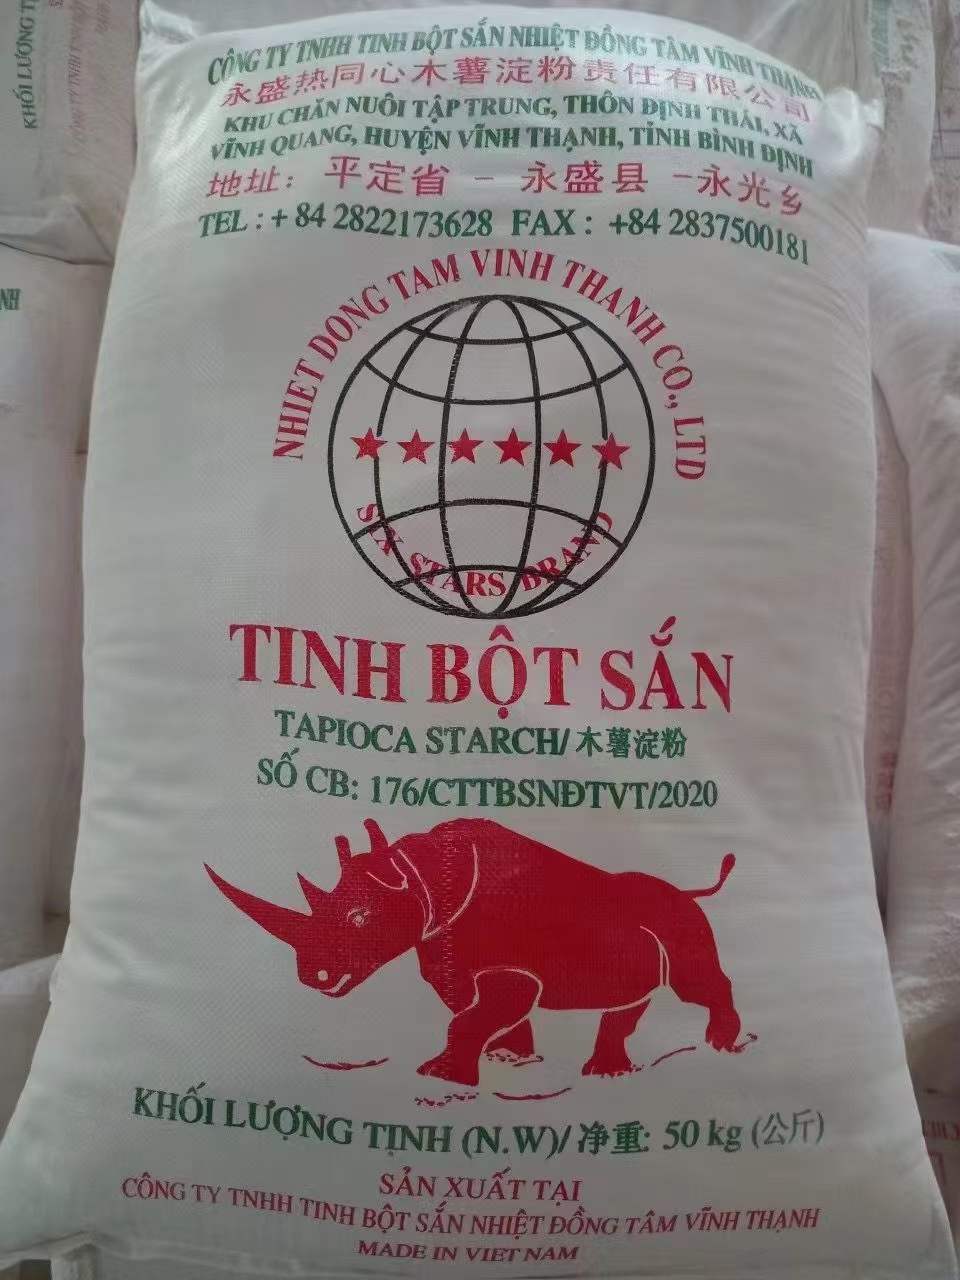 CÔNG TY TNHH TINH BỘT SẮN NHIỆT ĐỒNG TÂM VĨNH THẠNH
永盛热同心木薯淀粉责任有限公司
KHU CHĂN NUÔI TẬP TRUNG, THÔN ĐỊNH THÁI, XÃ
VĨNH QUANG, HUYỆN VĨNH THẠNH, TỈNH BÌNH ĐỊNH
地址: 平定省 - 永盛县 -永光乡
TEL : + 84 2822173628 FAX : +84 2837500181
NHIET DONG TAM VINH THANH CO., LTD
SIX STARS BRAND
TINH BỘT SẮN
TAPIOCA STARCH/ 木薯淀粉
SỐ CB: 176/CTTBSNĐTVT/2020
KHỐI LƯỢNG TỊNH (N.W)/ 净重: 50 kg (公斤)
SẢN XUẤT TẠI
CÔNG TY TNHH TINH BỘT SẮN NHIỆT ĐỒNG TÂM VĨNH THẠNH
MADE IN VIET NAM
KHỐI LƯỢNG